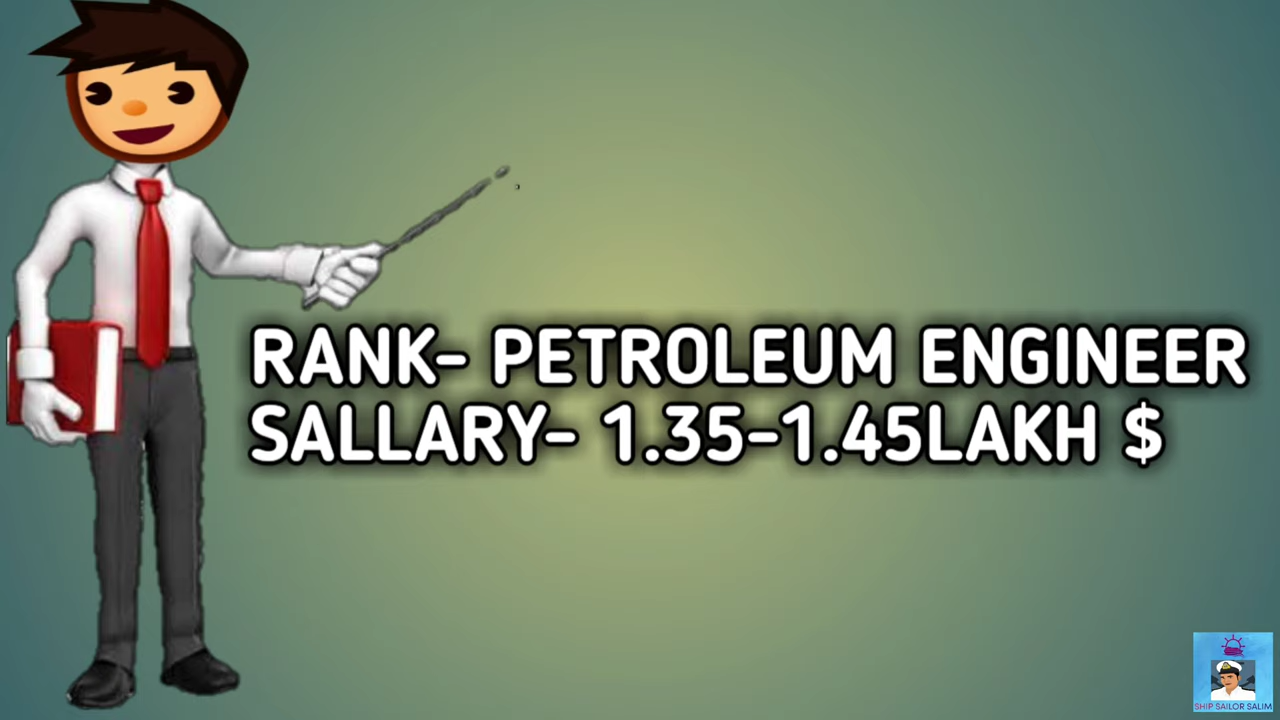 RANK- PETROLEUM ENGINEER
SALLARY- 1.35-1.45LAKH $
SHIP SAILOR SALIM